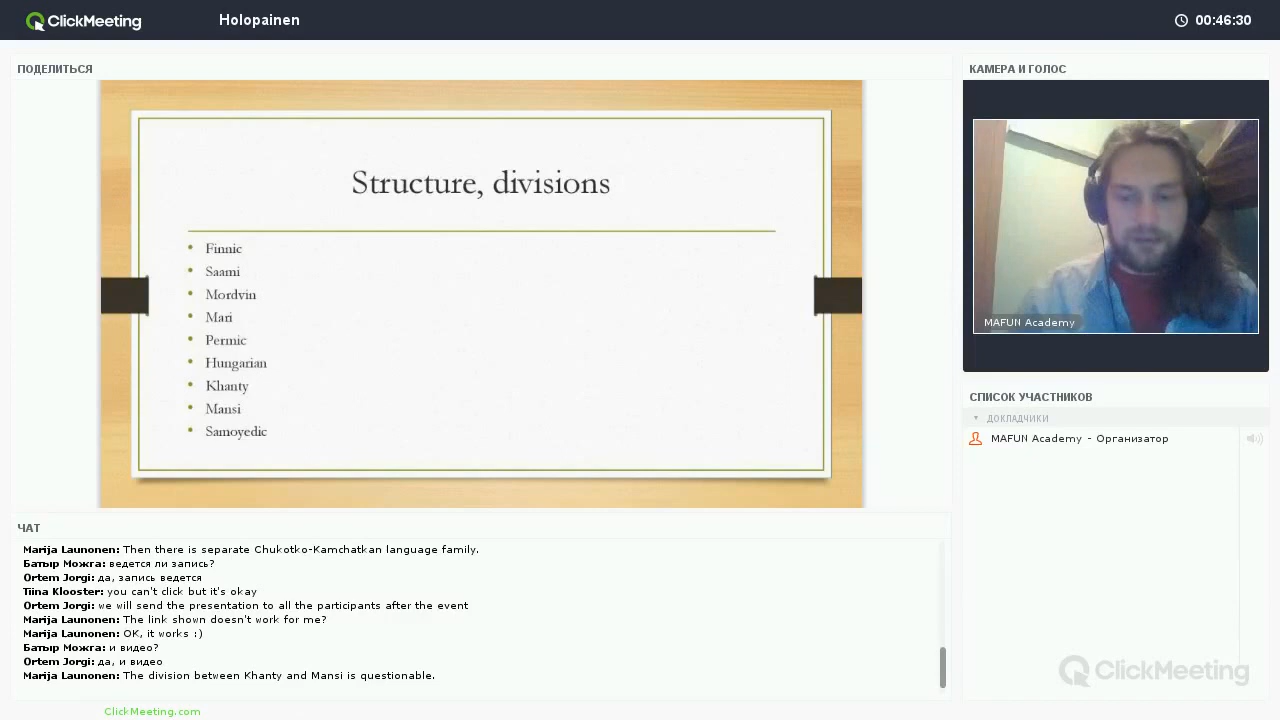 ClickMeeting
Holopainen
00:46:30
ПОДЕЛИТЬСЯ
Structure, divisions
• Finnic
• Saami
• Mordvin
• Mari
• Permic
• Hungarian
• Khanty
• Mansi
• Samoyedic
КАМЕРА И ГОЛОС
MAFUN Academy
СПИСОК УЧАСТНИКОВ
ДОКЛАДЧИКИ
MAFUN Academy - Организатор
ЧАТ
Marija Launonen: Then there is separate Chukotko-Kamchatkan language family.
Батыр Можга: ведется ли запись?
Ortem Jorgi: да, запись ведется
Tiina Klooster: you can't click but it's okay
Ortem Jorgi: we will send the presentation to all the participants after the event
Marija Launonen: The link shown doesn't work for me?
Marija Launonen: OK, it works :)
Батыр Можга: и видео?
Ortem Jorgi: да, и видео
Marija Launonen: The division between Khanty and Mansi is questionable.
ClickMeeting
ClickMeeting.com